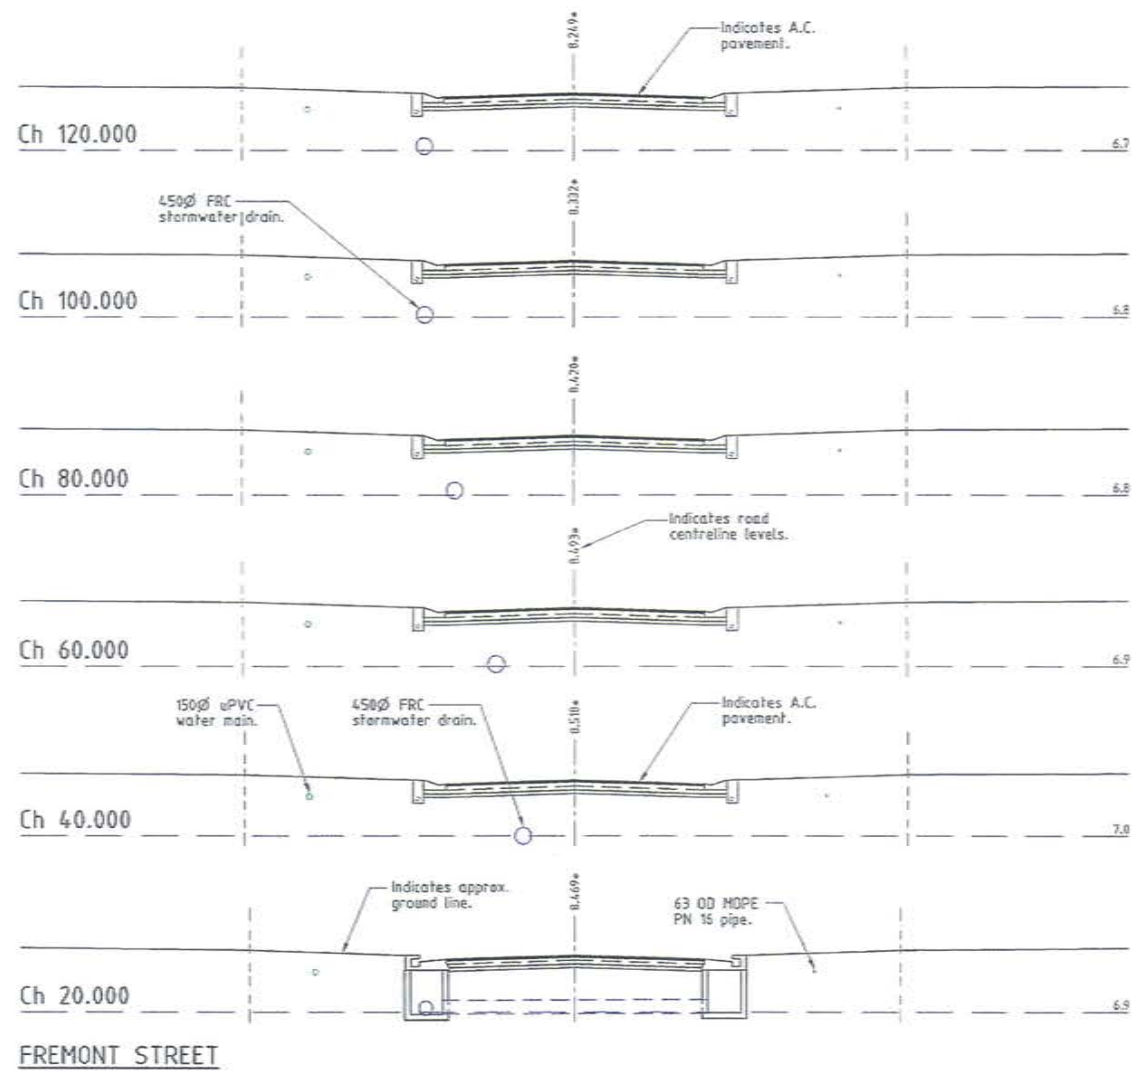 8.249*
Indicates A.C.
pavement.
Ch 120.000
6.7
450Ø FRC
stormwater drain.
8.332*
Ch 100.000
6.8
8.420*
Ch 80.000
6.8
Indicates road
centreline levels.
8.493*
Ch 60.000
6.9
150Ø uPVC
water main.
450Ø FRC
stormwater drain.
8.510*
Indicates A.C.
pavement.
Ch 40.000
7.0
Indicates approx.
ground line.
8.469*
63 OD MDPE
PN 16 pipe.
Ch 20.000
6.9
FREMONT STREET